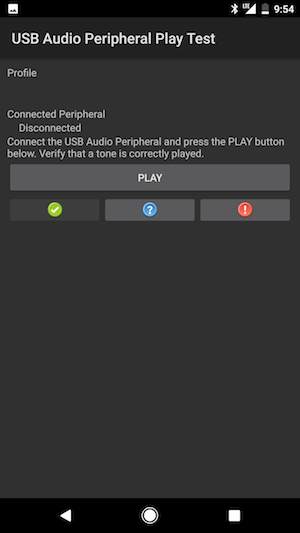 LTE 9:54
USB Audio Peripheral Play Test
Profile
Connected Peripheral
Disconnected
Connect the USB Audio Peripheral and press the PLAY button
below. Verify that a tone is correctly played.
PLAY
?
!